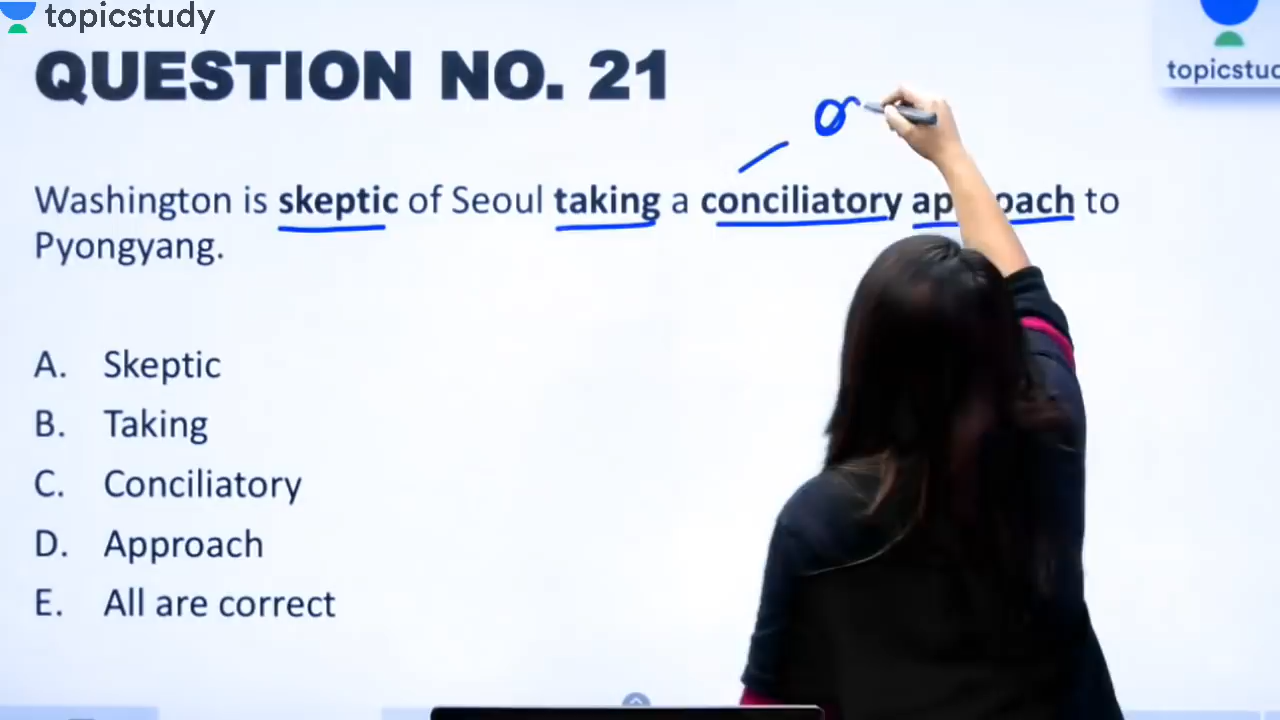 topicstudy
QUESTION NO. 21
topicstud
Washington is skeptic of Seoul taking a conciliatory approach to
Pyongyang.
A. Skeptic
B. Taking
C. Conciliatory
D. Approach
E. All are correct